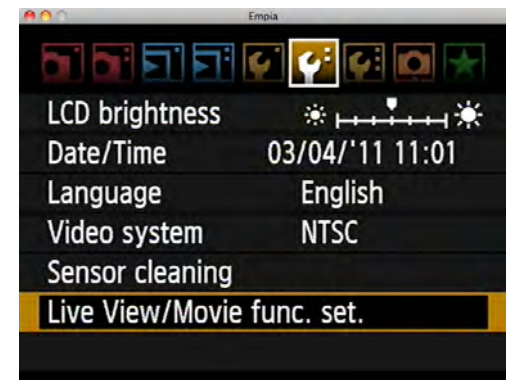 Empia
LCD brightness
Date/Time 03/04/'11 11:01
Language English
Video system NTSC
Sensor cleaning
Live View/Movie func. set.